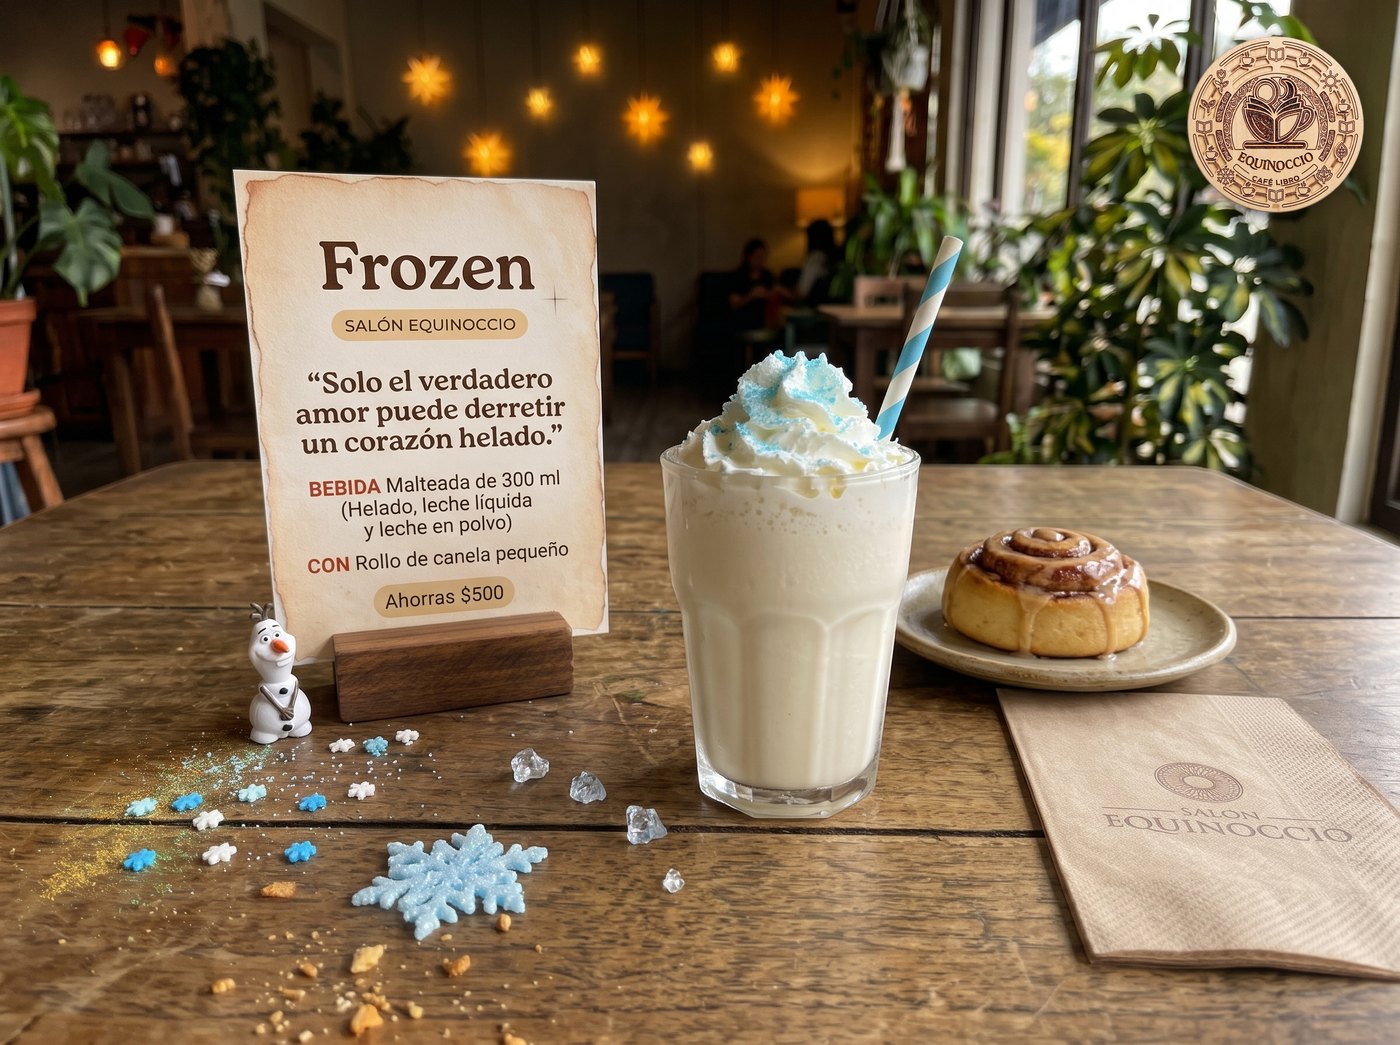 Frozen
SALÓN EQUINOCCIO
“Solo el verdadero
amor puede derretir
un corazón helado.”
BEBIDA Malteada de 300 ml
(Helado, leche líquida
y leche en polvo)
CON Rollo de canela pequeño
Ahorras $500
EQUINOCCIO
CAFÉ LIBRO
SALON
EQUINOCCIO